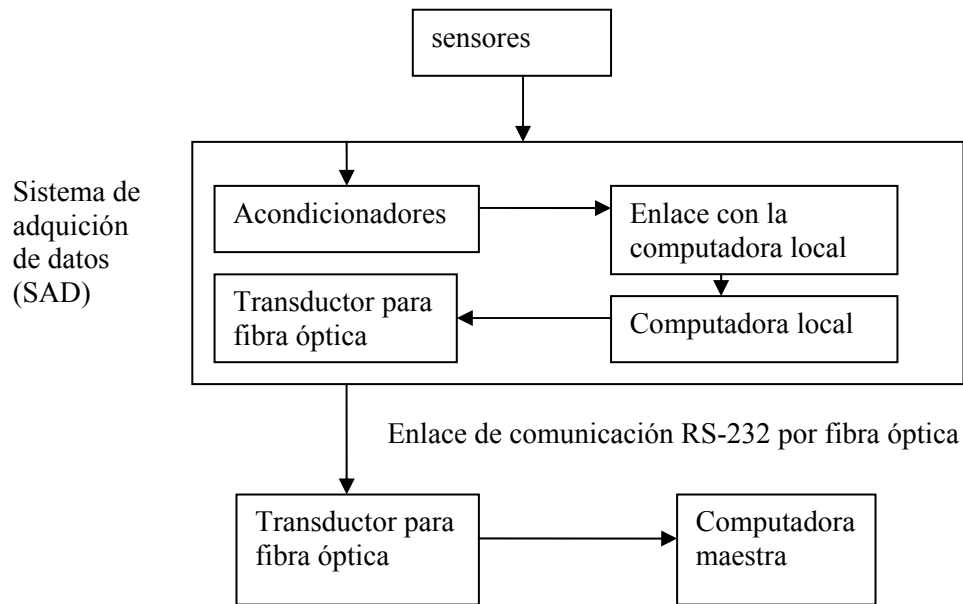 sensores
Sistema de
adquición
de datos
(SAD)
Acondicionadores
Enlace con la
computadora local
Transductor para
fibra óptica
Computadora local
Enlace de comunicación RS-232 por fibra óptica
Transductor para
fibra óptica
Computadora
maestra